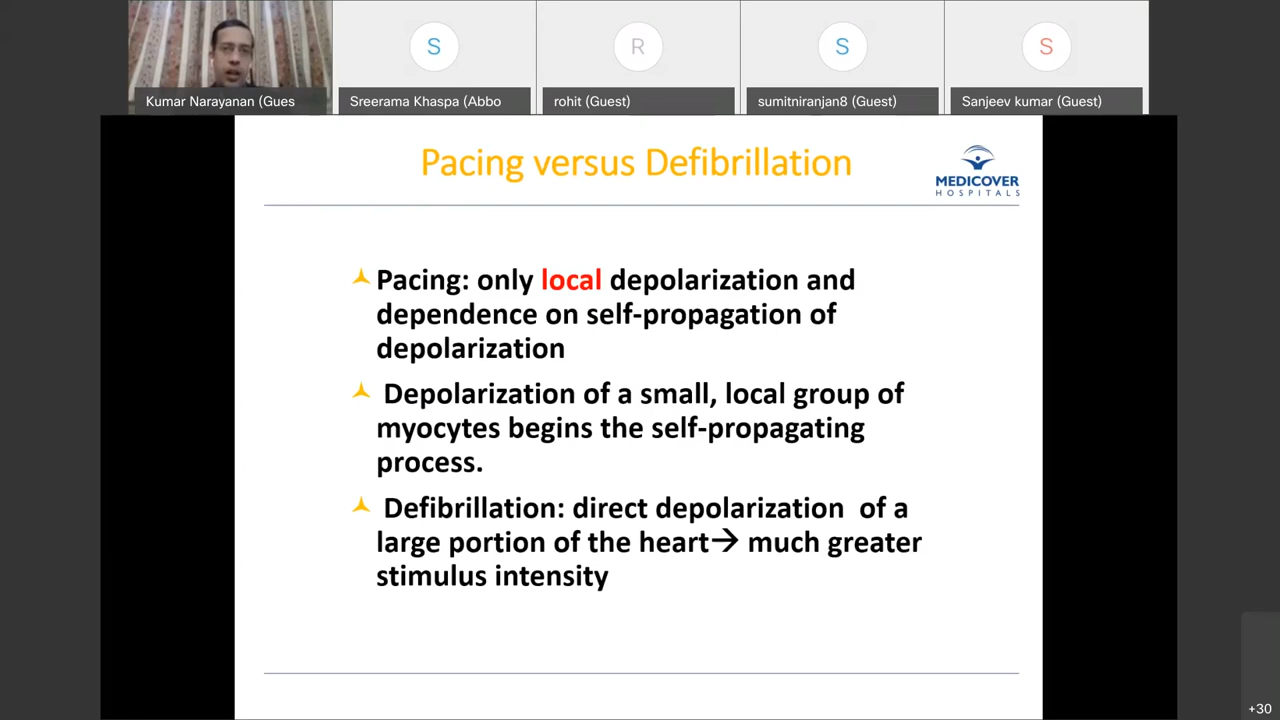 S
R
S
S
Kumar Narayanan (Gues
Sreerama Khaspa (Abbo
rohit (Guest)
sumitniranjan8 (Guest)
Sanjeev kumar (Guest)
Pacing versus Defibrillation
MEDICOVER
HOSPITALS
Pacing: only local depolarization and
dependence on self-propagation of
depolarization
Depolarization of a small, local group of
myocytes begins the self-propagating
process.
Defibrillation: direct depolarization of a
large portion of the heart→ much greater
stimulus intensity
+30